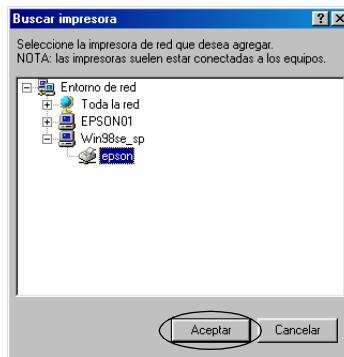 Buscar impresora
Seleccione la impresora de red que desea agregar.
NOTA: las impresoras suelen estar conectadas a los equipos.
Entorno de red
Toda la red
EPSON01
Win98se_sp
epson
Aceptar Cancelar